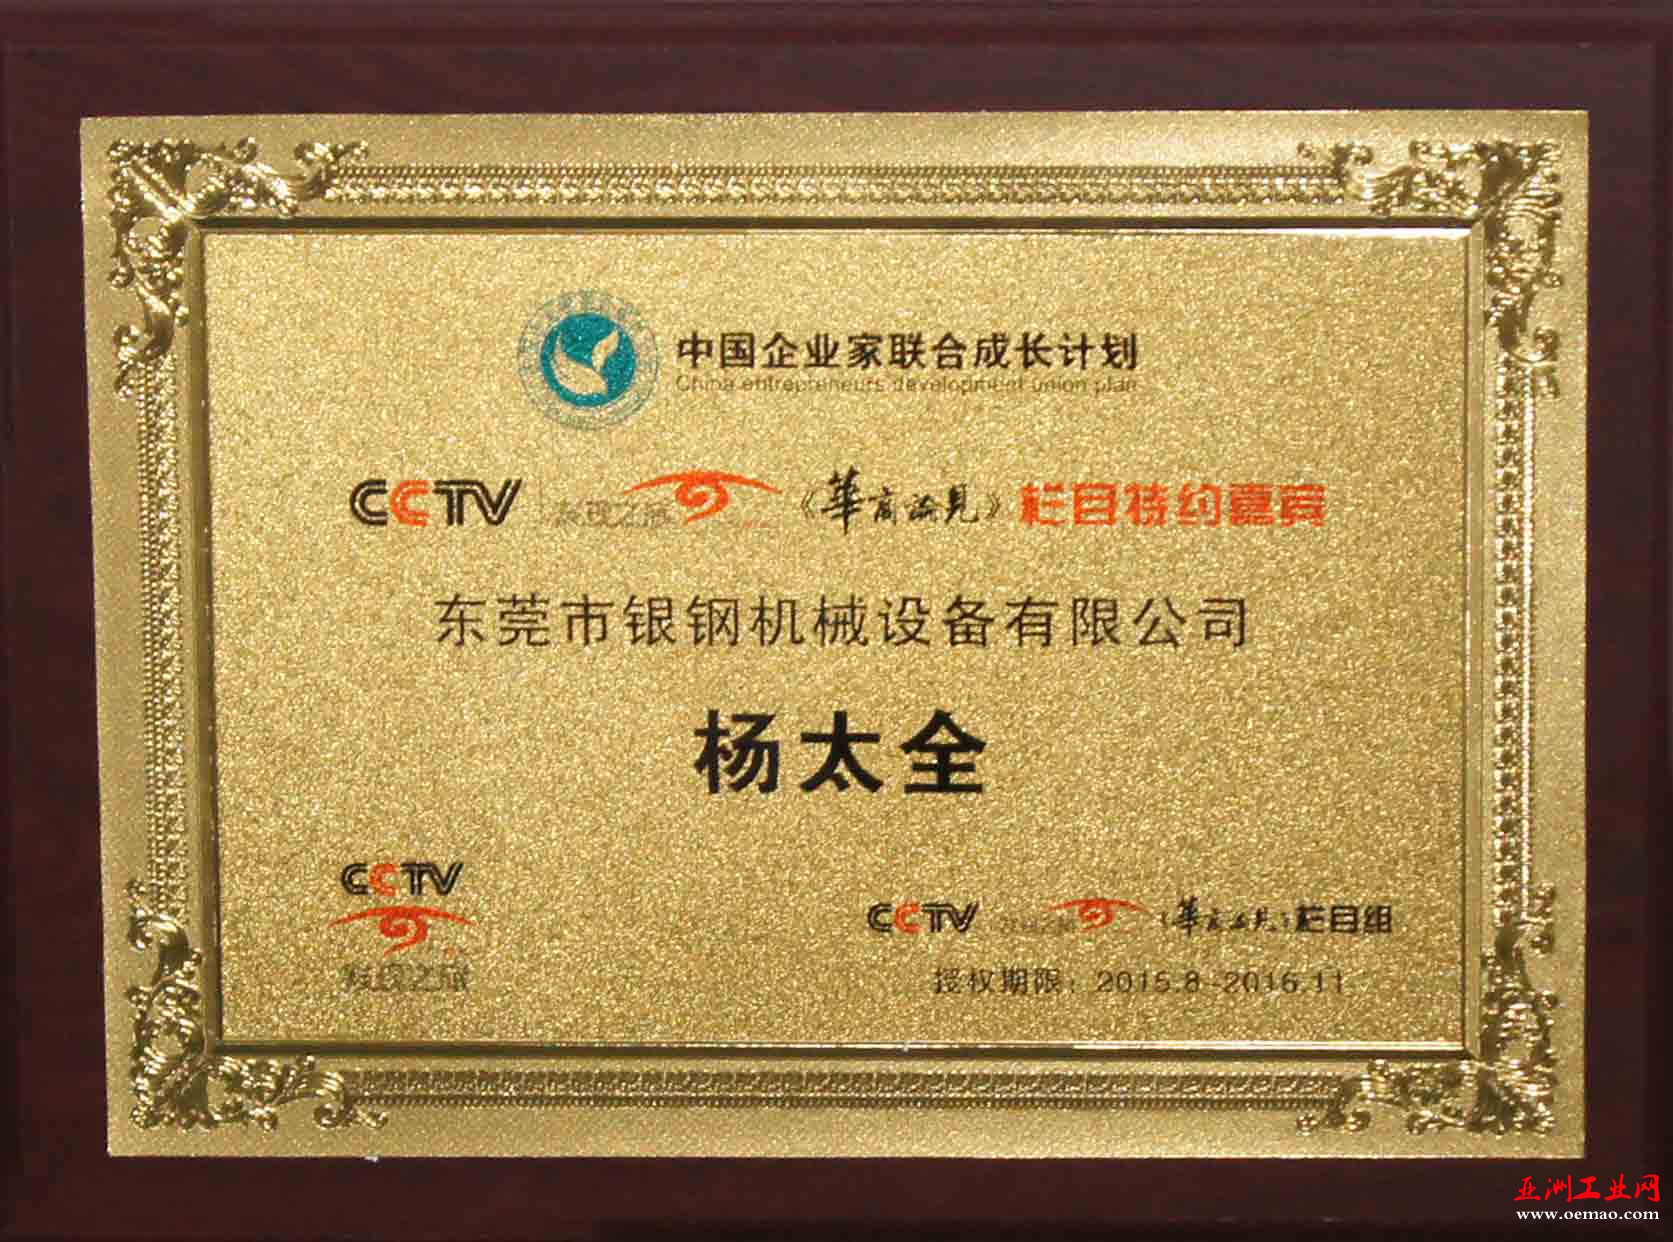 中国企业家联合成长计划
China entrepreneurs development union plan
CCTV 发现之旅 《華商論見》 栏目特约嘉宾
东莞市银钢机械设备有限公司
杨太全
CCTV
发现之旅
CCTV 发现之旅 《華商論見》栏目组
授权期限：2015.8-2016.11
亚洲工业网
www.oemao.com